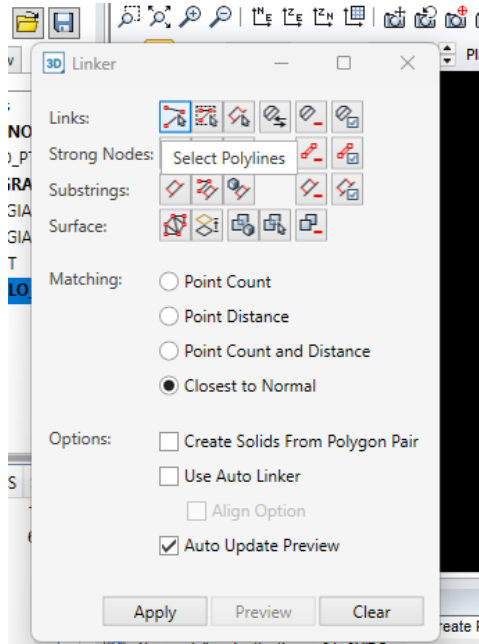 3D Linker
Links:
Strong Nodes:
Select Polylines
Substrings:
Surface:
Matching:
Point Count
Point Distance
Point Count and Distance
Closest to Normal
Options:
Create Solids From Polygon Pair
Use Auto Linker
Align Option
Auto Update Preview
Apply
Preview
Clear